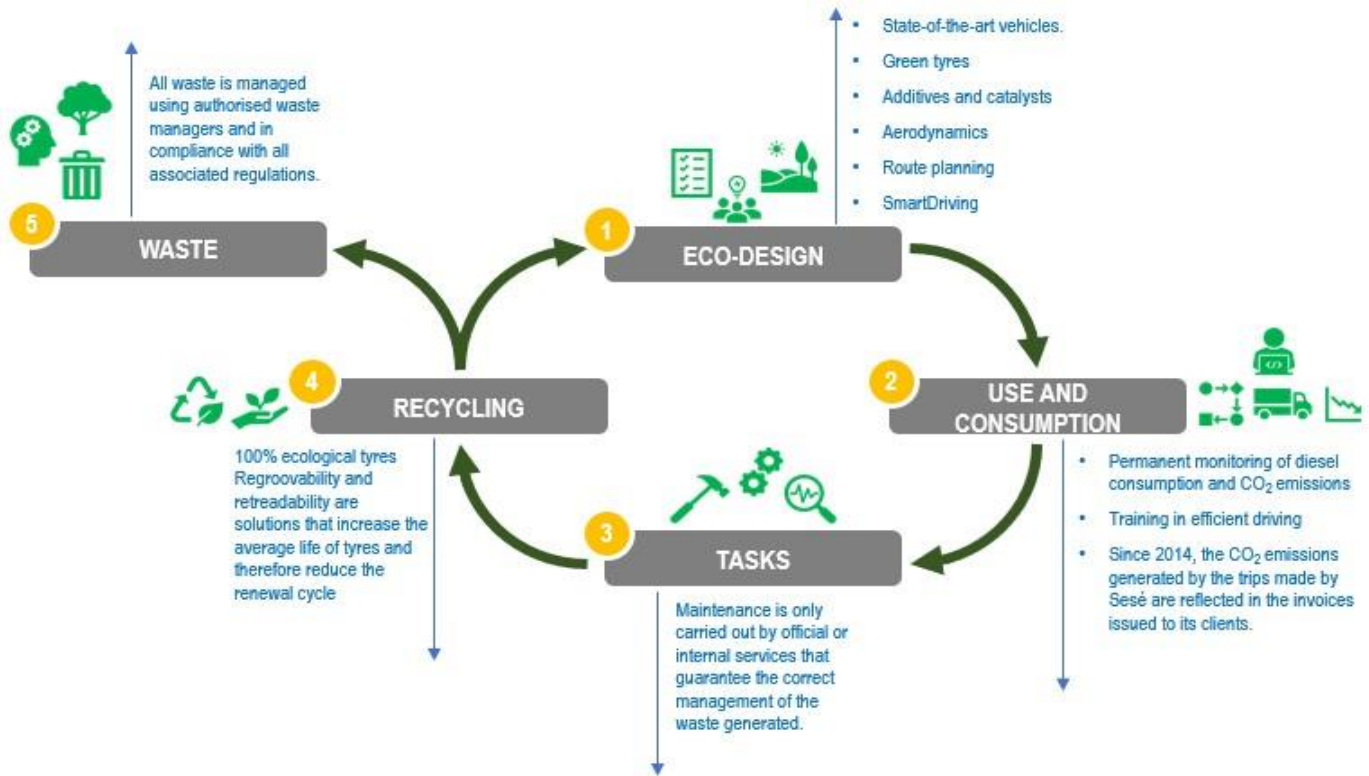 1
ECO-DESIGN
• State-of-the-art vehicles.
• Green tyres
• Additives and catalysts
• Aerodynamics
• Route planning
• SmartDriving
2
USE AND
CONSUMPTION
• Permanent monitoring of diesel
consumption and CO₂ emissions
• Training in efficient driving
• Since 2014, the CO₂ emissions
generated by the trips made by
Sesé are reflected in the invoices
issued to its clients.
3
TASKS
Maintenance is only
carried out by official or
internal services that
guarantee the correct
management of the
waste generated.
4
RECYCLING
100% ecological tyres
Regroovability and
retreadability are
solutions that increase the
average life of tyres and
therefore reduce the
renewal cycle
5
WASTE
All waste is managed
using authorised waste
managers and in
compliance with all
associated regulations.